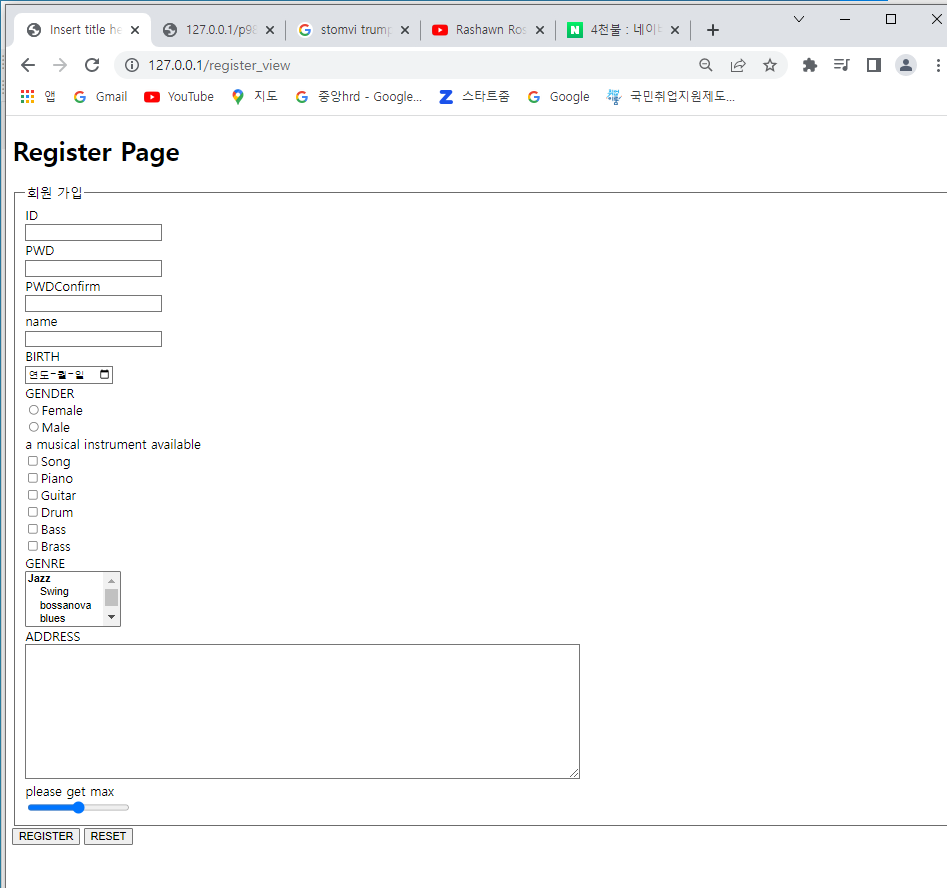 Insert title he
127.0.0.1/p98
stomvi trump
Rashawn Ros
4천불 : 네이버
127.0.0.1/register_view
앱 Gmail YouTube 지도 중앙hrd - Google... 스타트줌 Google 국민취업지원제도...
Register Page
회원 가입
ID
PWD
PWDConfirm
name
BIRTH
연도-월-일
GENDER
Female
Male
a musical instrument available
Song
Piano
Guitar
Drum
Bass
Brass
GENRE
Jazz
Swing
bossanova
blues
ADDRESS
please get max
REGISTER RESET